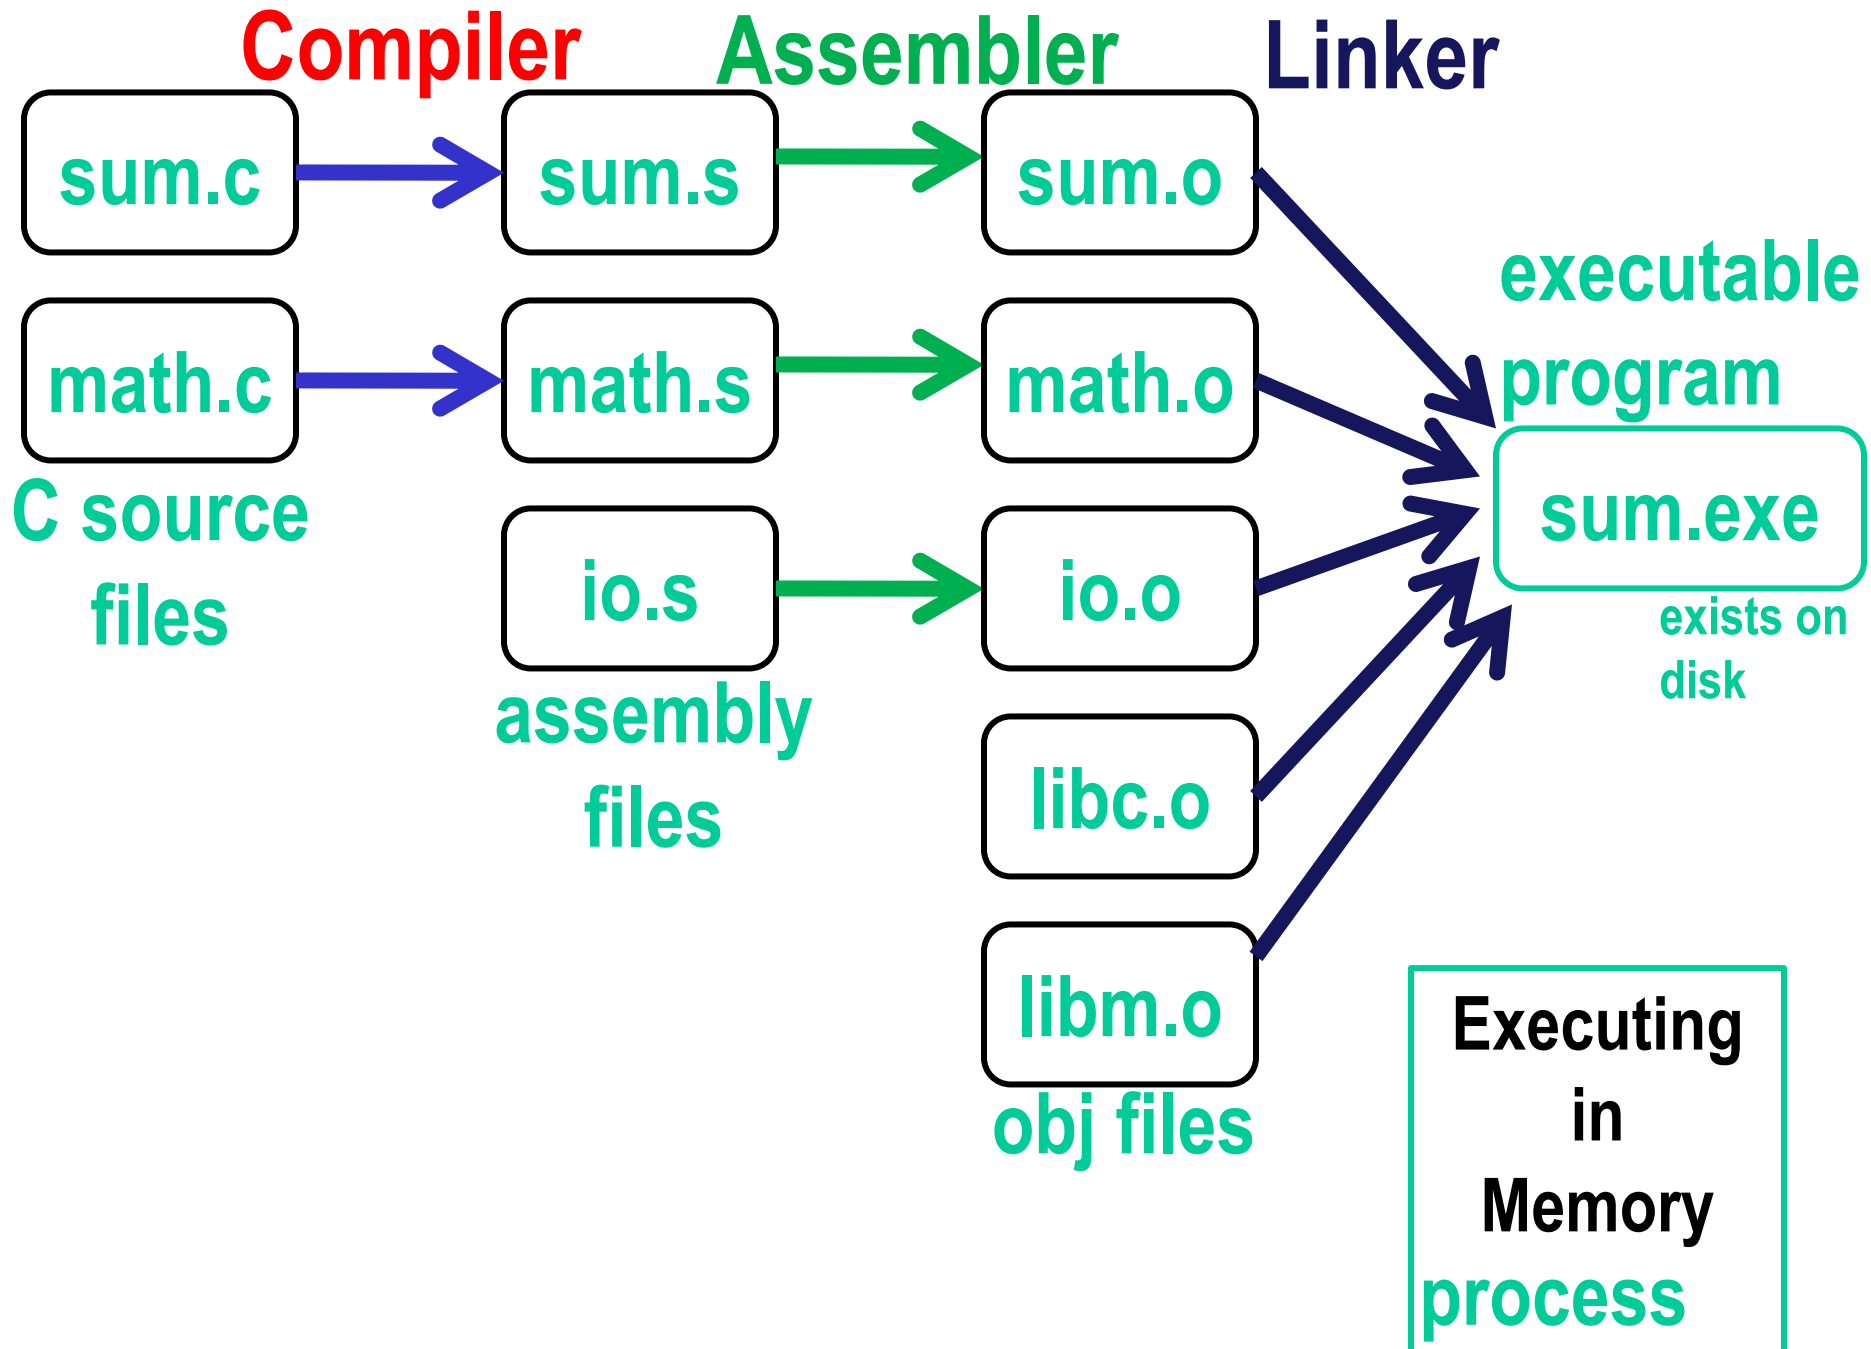 Compiler
Assembler
Linker
sum.c
sum.s
sum.o
executable
program
math.c
math.s
math.o
C source
files
sum.exe
io.s
io.o
exists on
disk
assembly
files
libc.o
libm.o
obj files
Executing
in
Memory
process